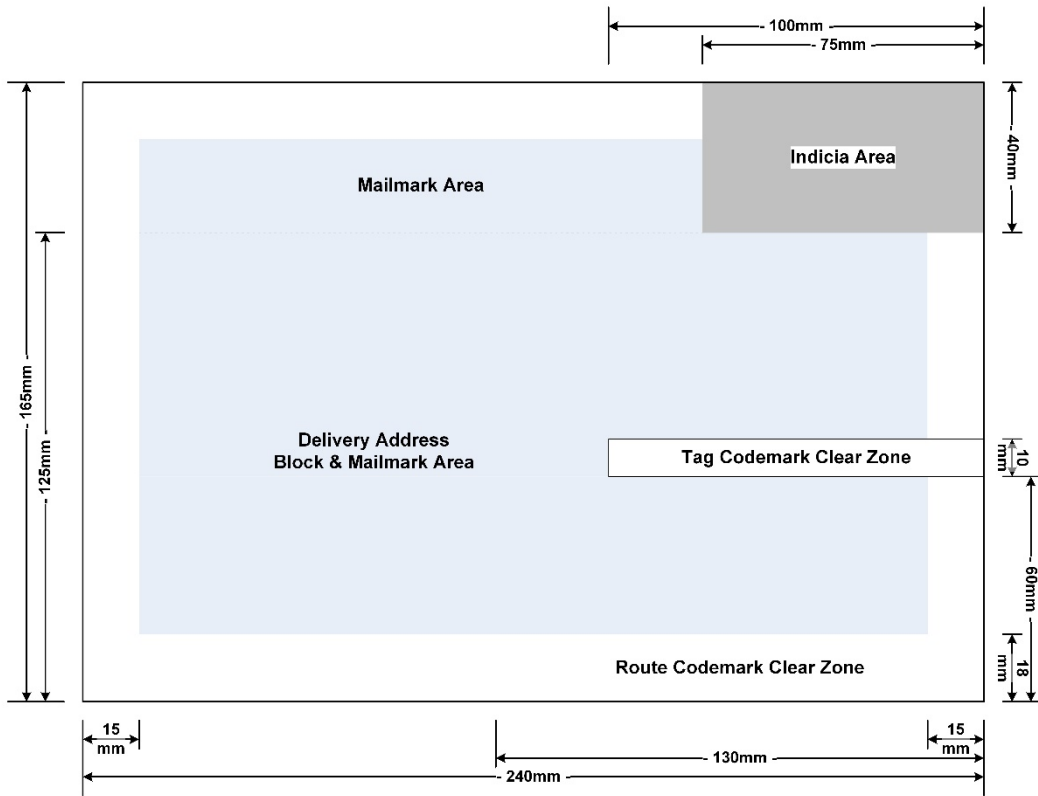 - 100mm -
- 75mm -
Indicia Area
- 40mm -
Mailmark Area
- 165mm -
- 125mm -
Delivery Address
Block & Mailmark Area
Tag Codemark Clear Zone
10
mm
- 60mm -
Route Codemark Clear Zone
18
mm
15
mm
15
mm
- 130mm -
- 240mm -